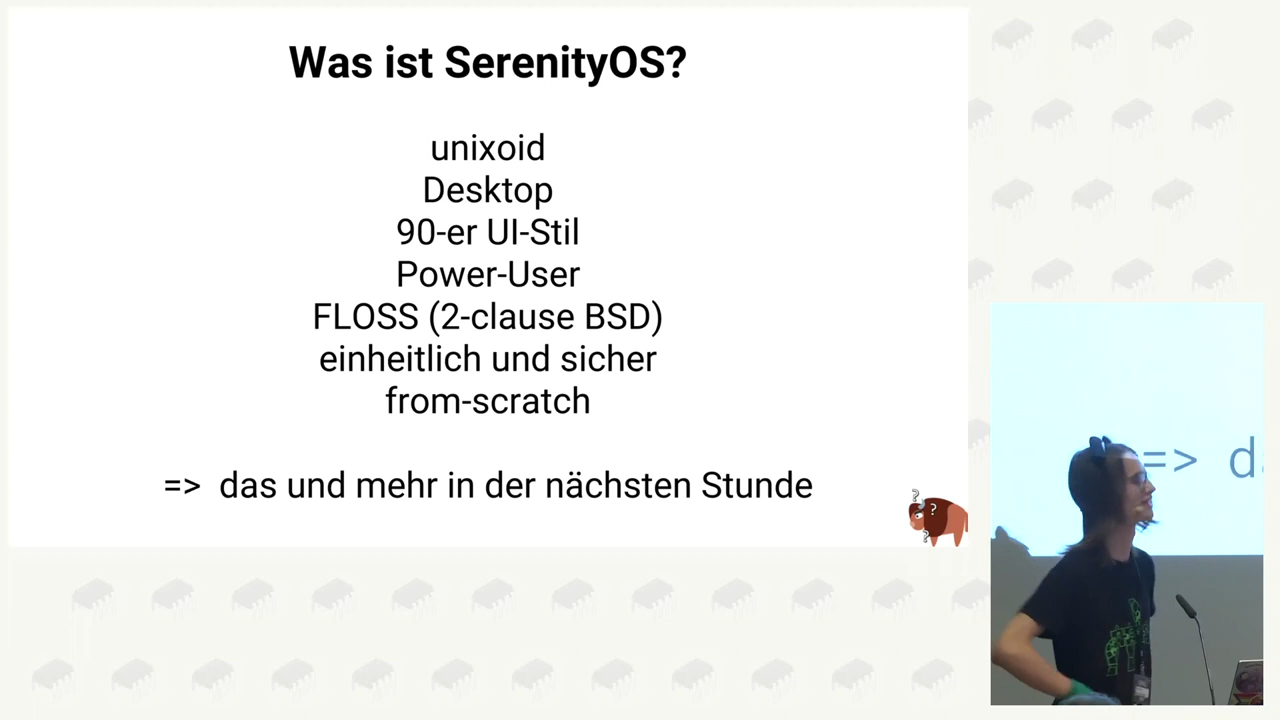 Was ist SerenityOS?
unixoid
Desktop
90-er UI-Stil
Power-User
FLOSS (2-clause BSD)
einheitlich und sicher
from-scratch
=> das und mehr in der nächsten Stunde
? ? ?
=> d